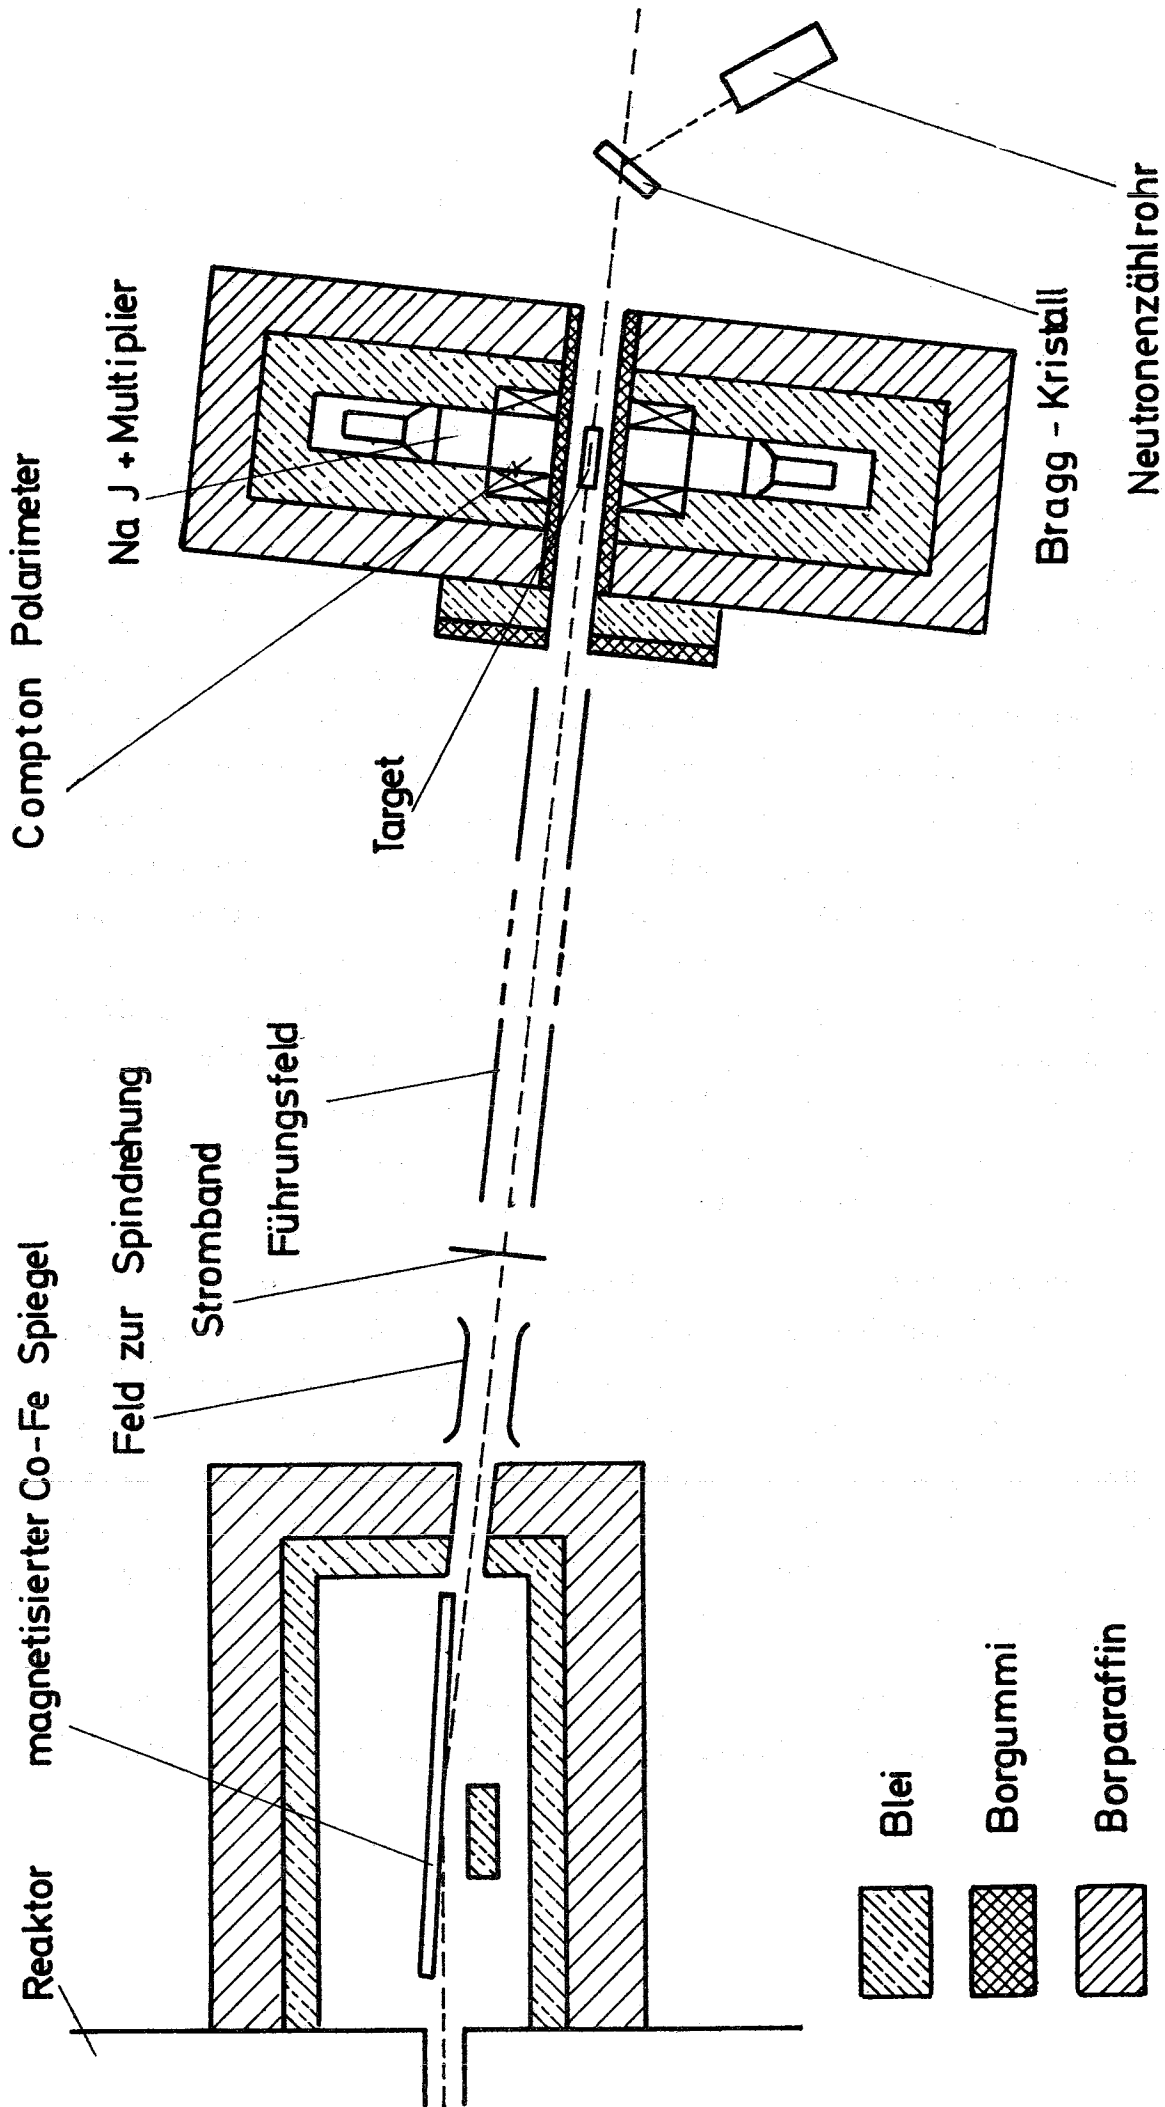 Reaktor
magnetisierter Co-Fe Spiegel
Feld zur Spindrehung
Stromband
Führungsfeld
Target
Compton Polarimeter
Na J + Multiplier
Bragg - Kristall
Neutronenzählrohr
Blei
Borgummi
Borparaffin